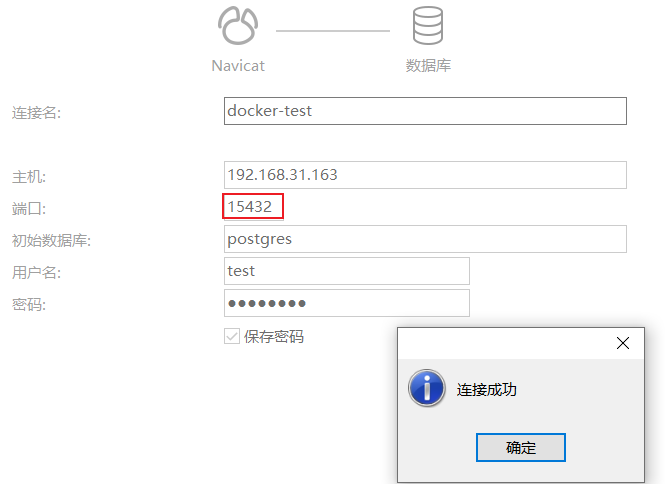 Navicat
数据库
连接名: docker-test
主机: 192.168.31.163
端口: 15432
初始数据库: postgres
用户名: test
密码: ●●●●●●●●
保存密码
连接成功
确定